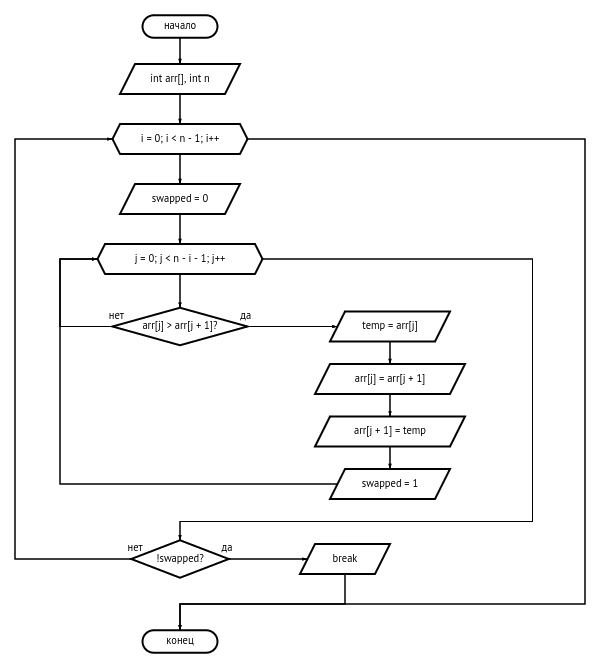 начало
int arr[], int n
i = 0; i < n - 1; i++
swapped = 0
j = 0; j < n - i - 1; j++
нет
arr[j] > arr[j + 1]?
да
temp = arr[j]
arr[j] = arr[j + 1]
arr[j + 1] = temp
swapped = 1
нет
!swapped?
да
break
конец